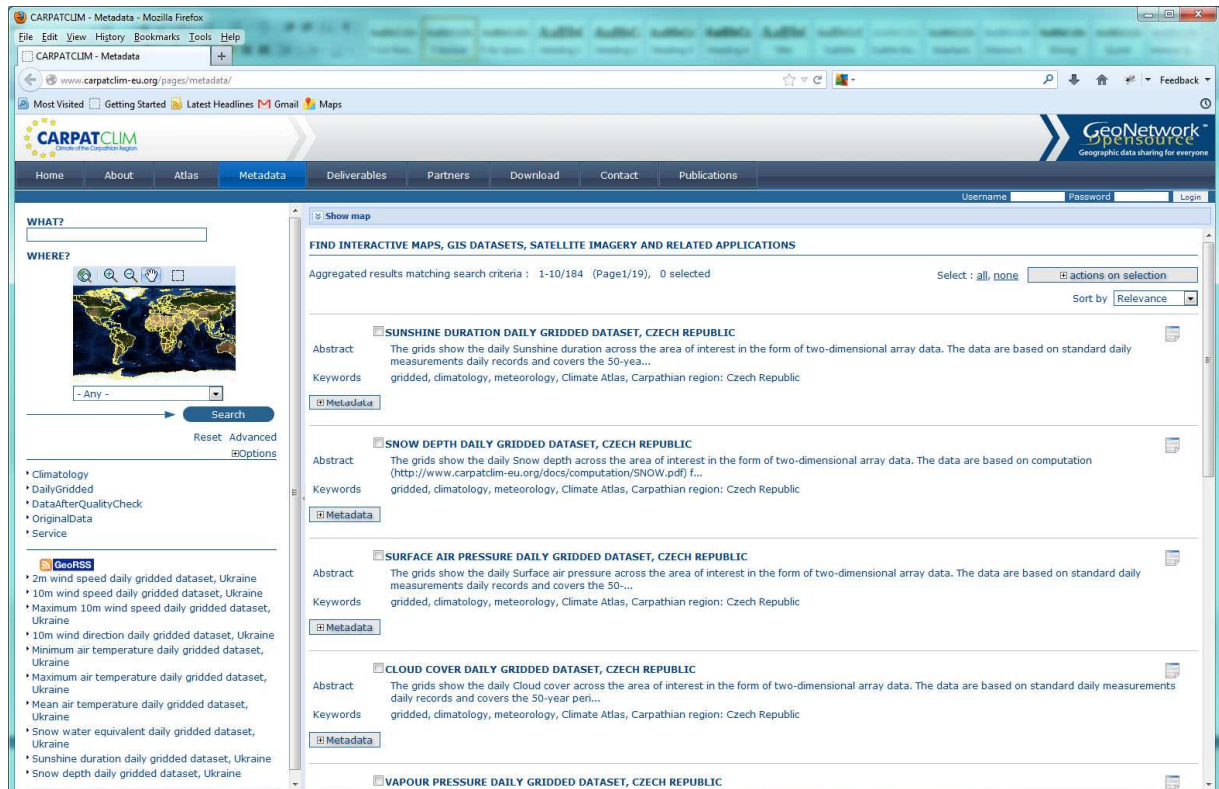 CARPATCLIM - Metadata - Mozilla Firefox
File Edit View History Bookmarks Tools Help
CARPATCLIM - Metadata
www.carpatclim-eu.org/pages/metadata/
Feedback
Most Visited Getting Started Latest Headlines Gmail Maps
CARPATCLIM
Climate of the Carpathian Region
GeoNetwork
Opensource
Geographic data sharing for everyone
Home About Atlas Metadata Deliverables Partners Download Contact Publications
Username Password Login
WHAT?
WHERE?
- Any -
Search
Reset Advanced
Options
Climatology
DailyGridded
DataAfterQualityCheck
OriginalData
Service
GeoRSS
2m wind speed daily gridded dataset, Ukraine
10m wind speed daily gridded dataset, Ukraine
Maximum 10m wind speed daily gridded dataset,
Ukraine
10m wind direction daily gridded dataset, Ukraine
Minimum air temperature daily gridded dataset,
Ukraine
Maximum air temperature daily gridded dataset,
Ukraine
Mean air temperature daily gridded dataset,
Ukraine
Snow water equivalent daily gridded dataset,
Ukraine
Sunshine duration daily gridded dataset, Ukraine
Snow depth daily gridded dataset, Ukraine
Show map
FIND INTERACTIVE MAPS, GIS DATASETS, SATELLITE IMAGERY AND RELATED APPLICATIONS
Aggregated results matching search criteria : 1-10/184 (Page1/19), 0 selected
Select : all, none actions on selection
Sort by Relevance
SUNSHINE DURATION DAILY GRIDDED DATASET, CZECH REPUBLIC
Abstract The grids show the daily Sunshine duration across the area of interest in the form of two-dimensional array data. The data are based on standard daily
measurements daily records and covers the 50-yea...
Keywords gridded, climatology, meteorology, Climate Atlas, Carpathian region: Czech Republic
Metadata
SNOW DEPTH DAILY GRIDDED DATASET, CZECH REPUBLIC
Abstract The grids show the daily Snow depth across the area of interest in the form of two-dimensional array data. The data are based on computation
(http://www.carpatclim-eu.org/docs/computation/SNOW.pdf) f...
Keywords gridded, climatology, meteorology, Climate Atlas, Carpathian region: Czech Republic
Metadata
SURFACE AIR PRESSURE DAILY GRIDDED DATASET, CZECH REPUBLIC
Abstract The grids show the daily Surface air pressure across the area of interest in the form of two-dimensional array data. The data are based on standard daily
measurements daily records and covers the 50-...
Keywords gridded, climatology, meteorology, Climate Atlas, Carpathian region: Czech Republic
Metadata
CLOUD COVER DAILY GRIDDED DATASET, CZECH REPUBLIC
Abstract The grids show the daily Cloud cover across the area of interest in the form of two-dimensional array data. The data are based on standard daily measurements
daily records and covers the 50-year peri...
Keywords gridded, climatology, meteorology, Climate Atlas, Carpathian region: Czech Republic
Metadata
VAPOUR PRESSURE DAILY GRIDDED DATASET, CZECH REPUBLIC